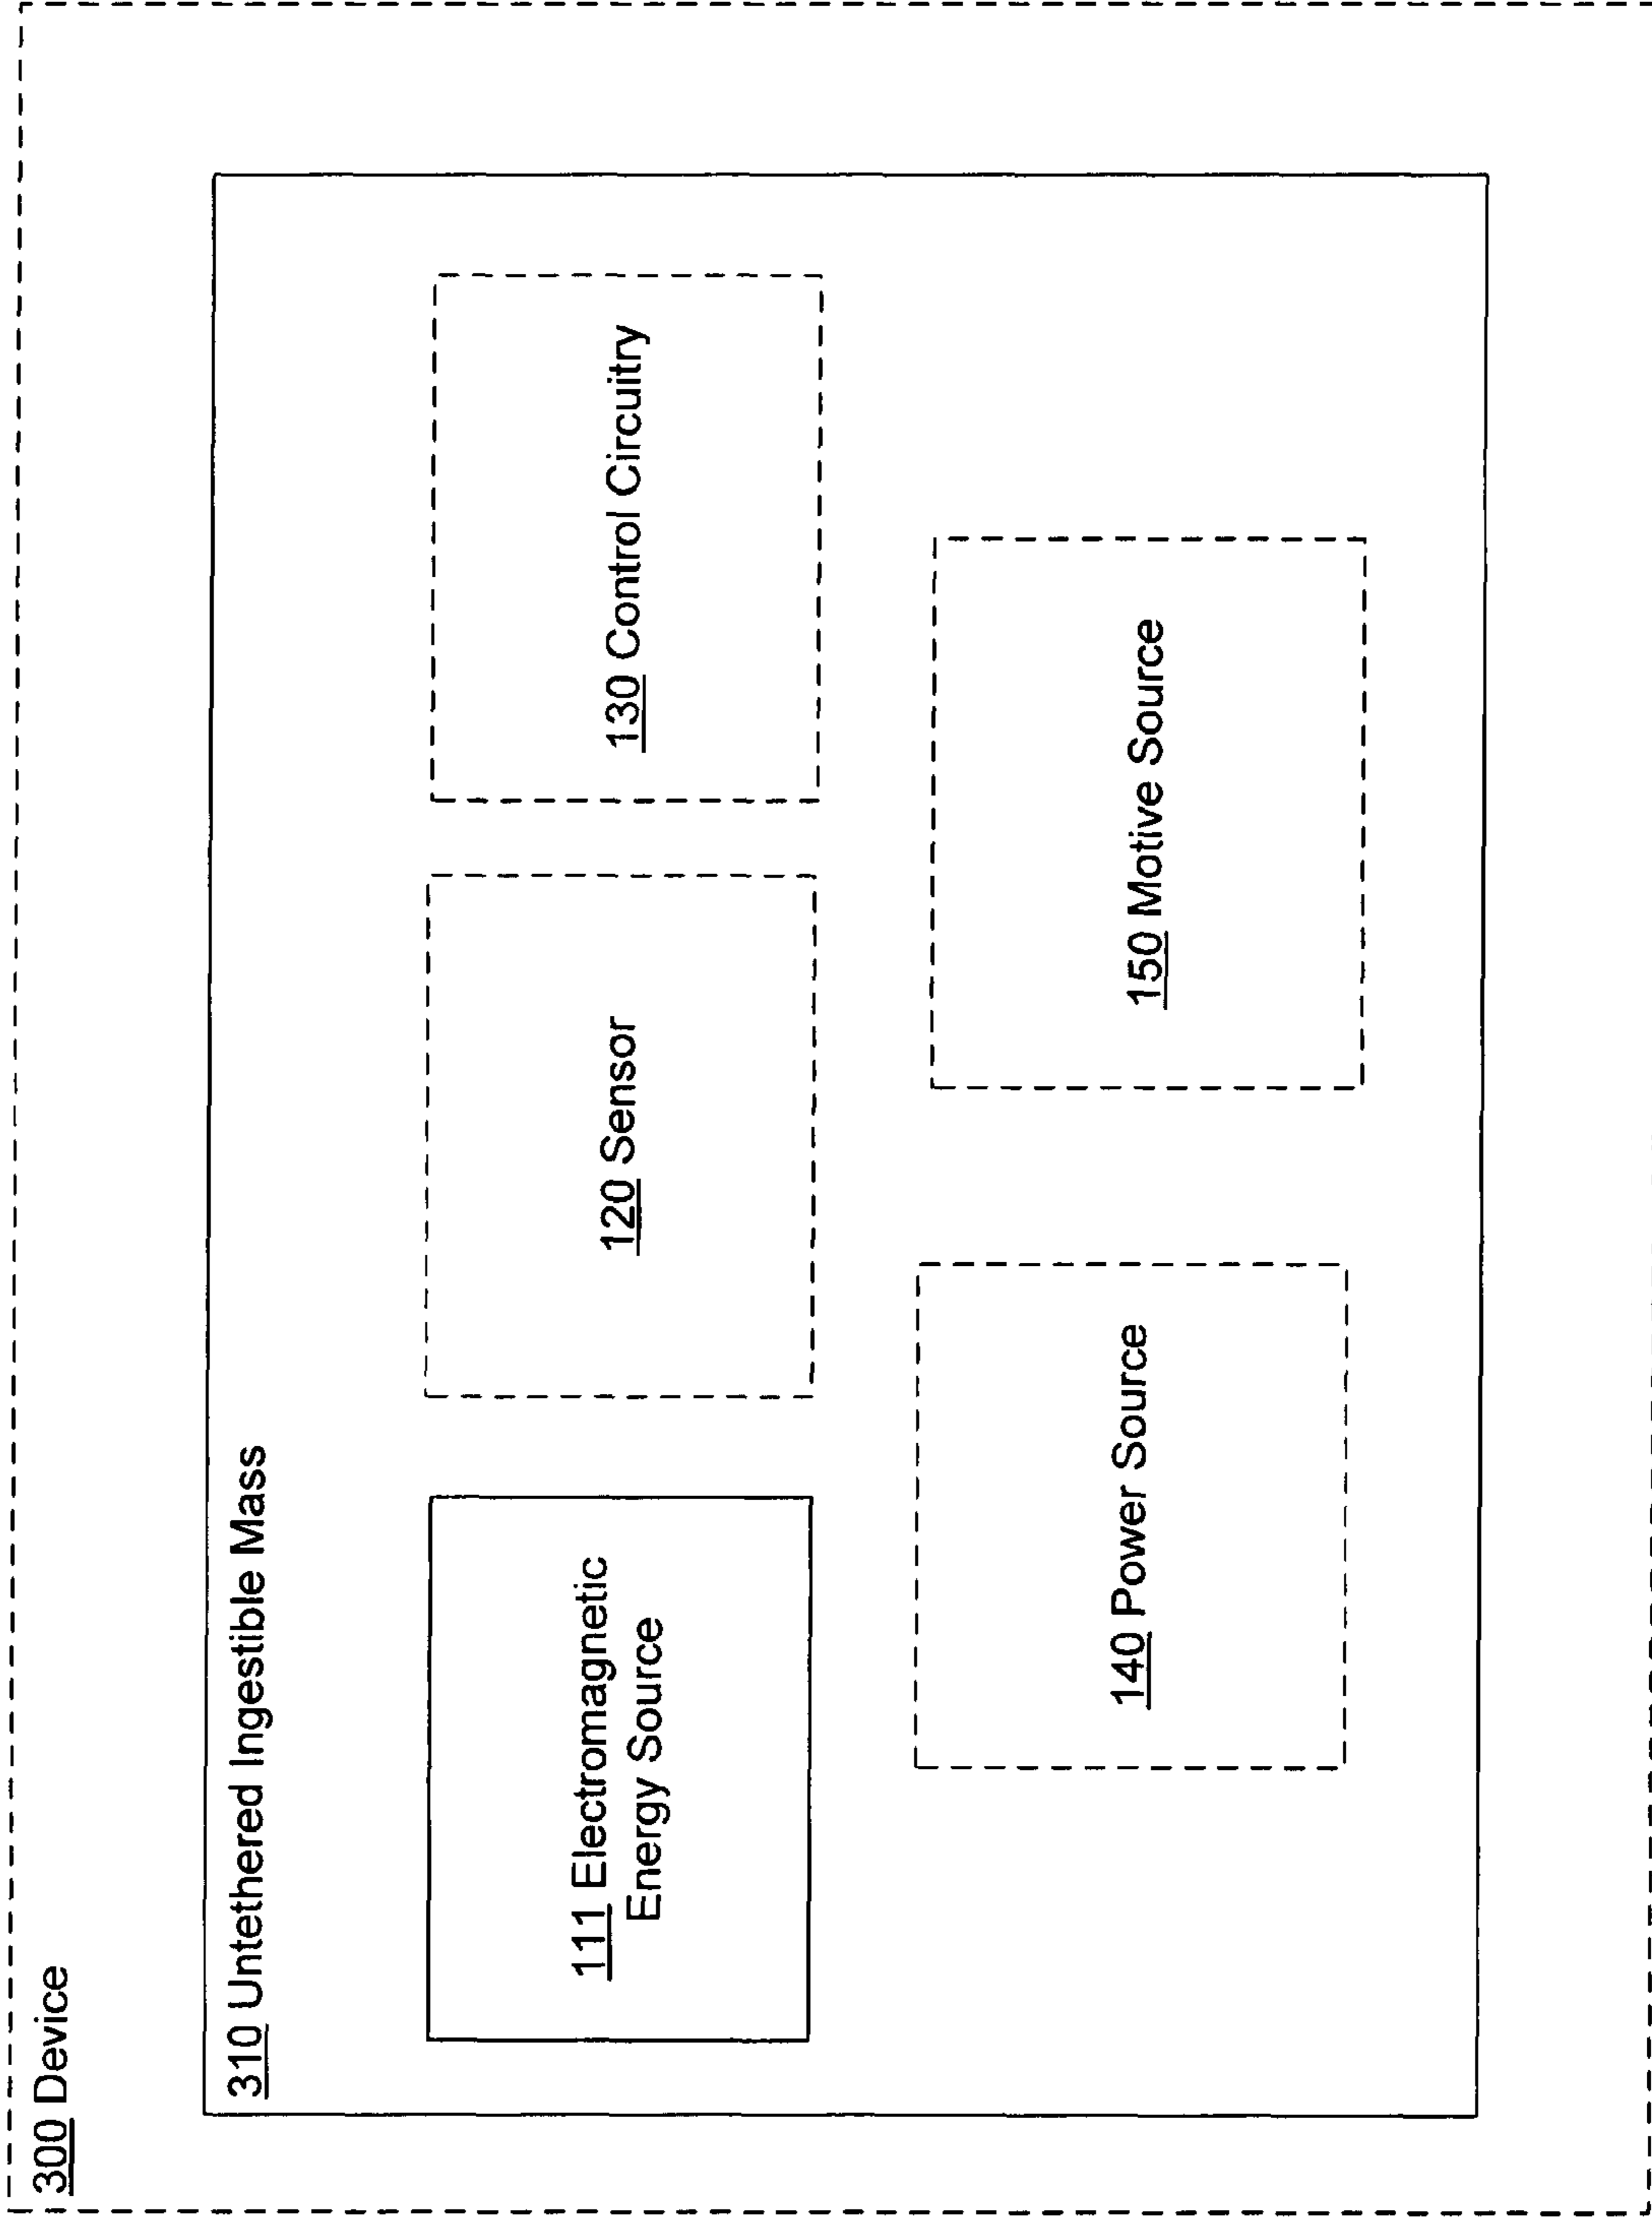 300 Device
310 Untethered Ingestible Mass
111 Electromagnetic
Energy Source
120 Sensor
130 Control Circuitry
140 Power Source
150 Motive Source